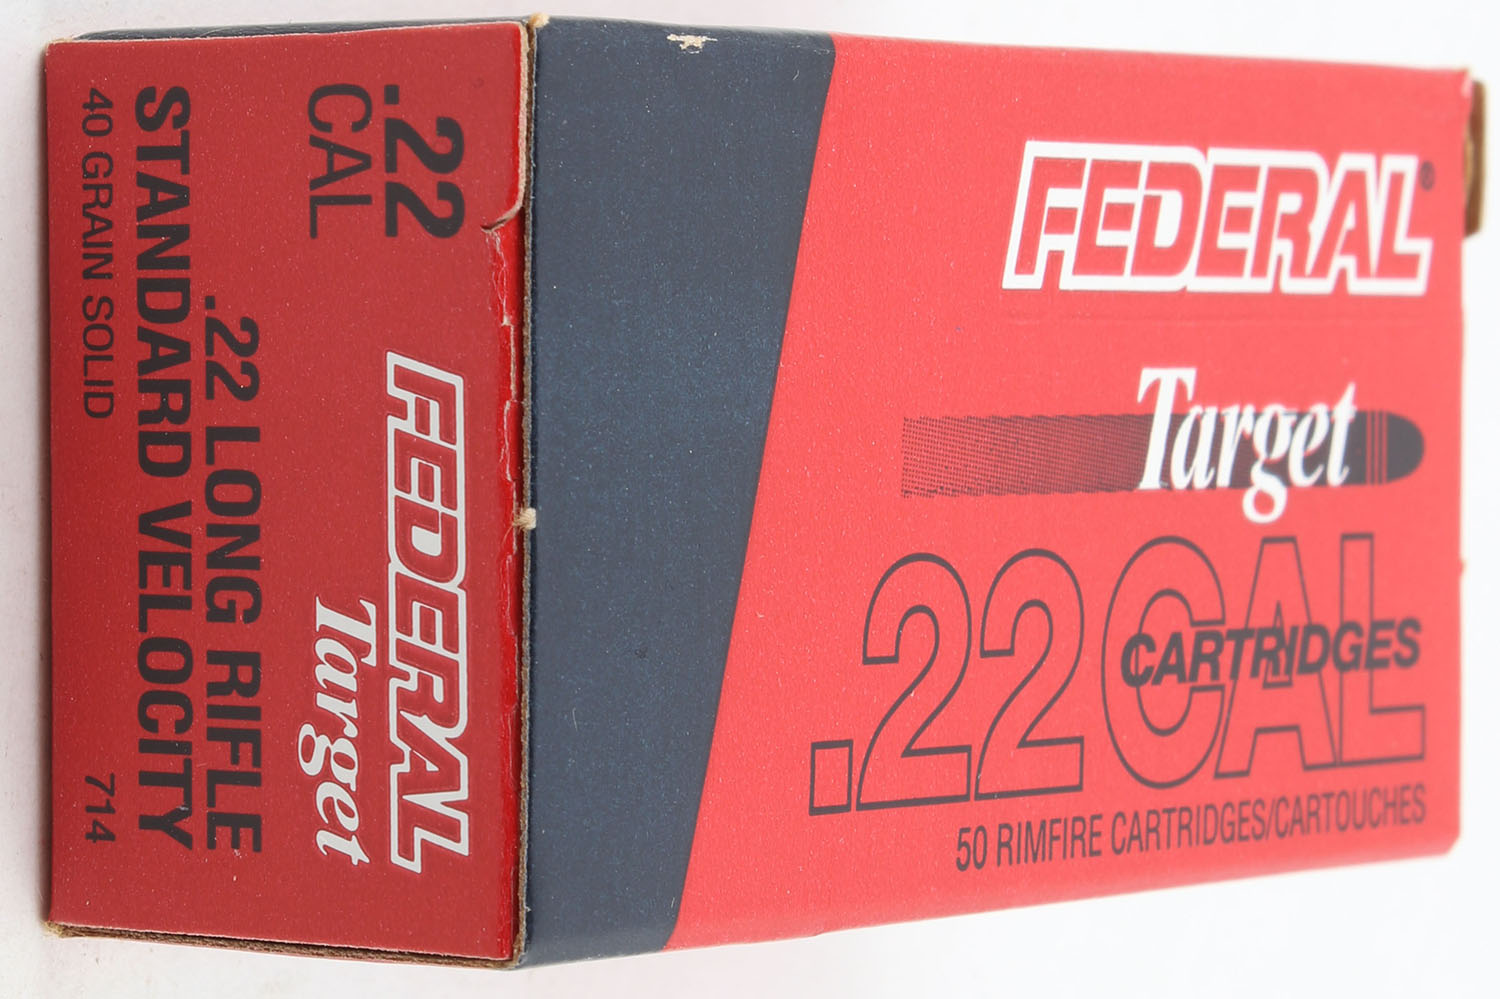 .22
CAL
FEDERAL
Target
.22 LONG RIFLE
STANDARD VELOCITY
40 GRAIN SOLID 714
FEDERAL®
Target
.22 CAL
CARTRIDGES
50 RIMFIRE CARTRIDGES/CARTOUCHES